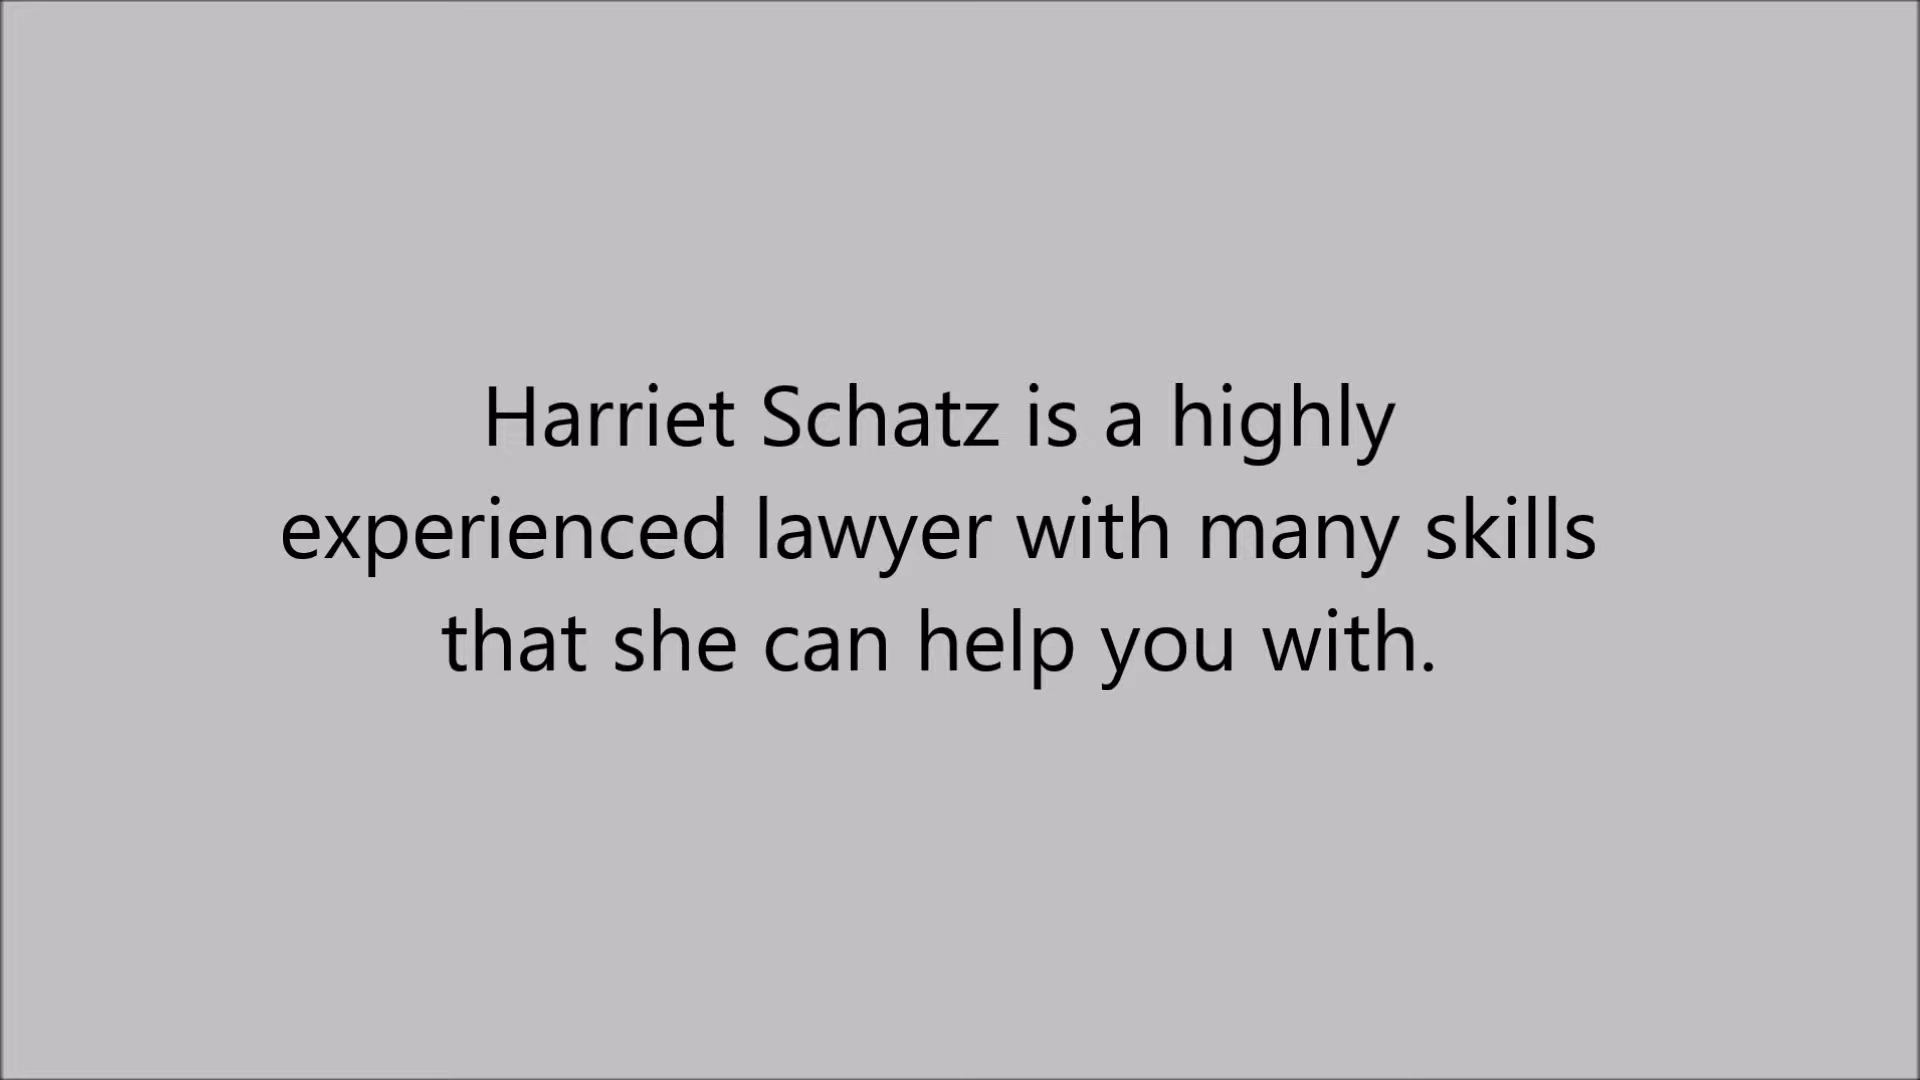 Harriet Schatz is a highly
experienced lawyer with many skills
that she can help you with.